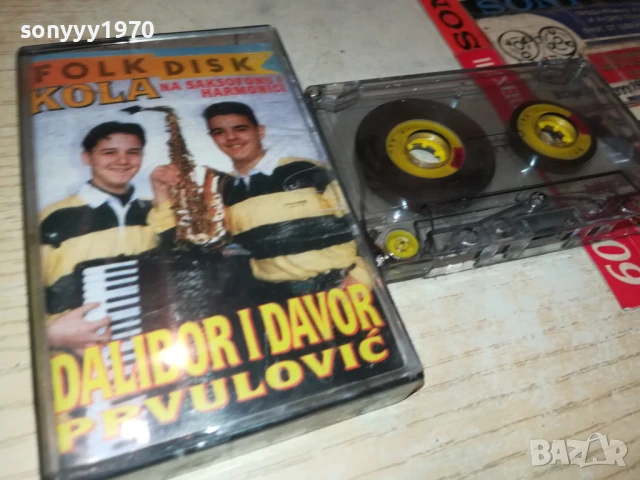 sonyyy1970
FOLK DISK
KOLA NA SAKSOFONU I
HARMONICI
DALIBOR I DAVOR
PRVULOVIĆ
SON
60
BAZAR